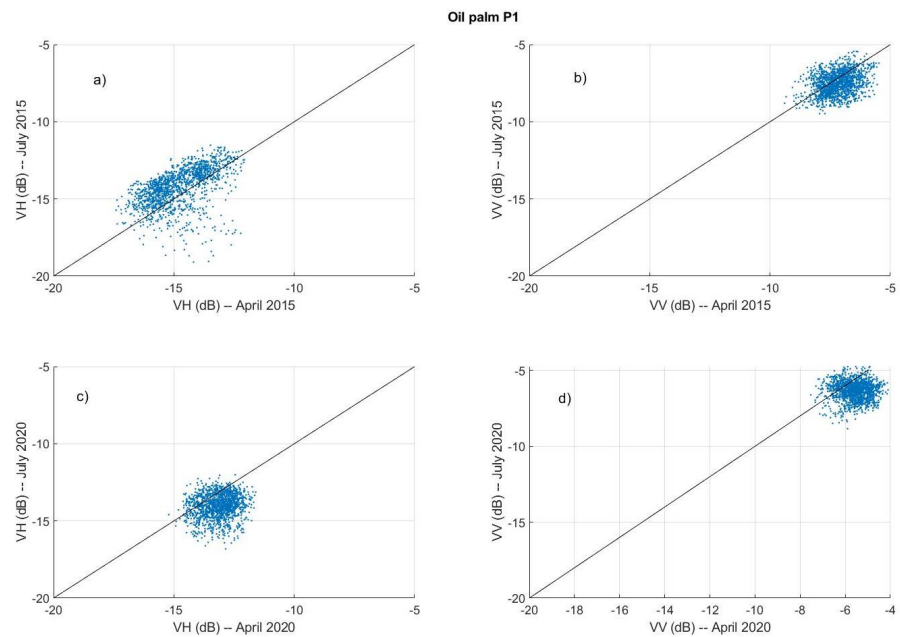 Oil palm P1
a)
-5
-10
-15
-20
VH (dB) -- July 2015
-20 -15 -10 -5
VH (dB) -- April 2015
b)
-5
-10
-15
-20
VV (dB) -- July 2015
-20 -15 -10 -5
VV (dB) -- April 2015
c)
-5
-10
-15
-20
VH (dB) -- July 2020
-20 -15 -10 -5
VH (dB) -- April 2020
d)
-5
-10
-15
-20
VV (dB) -- July 2020
-20 -18 -16 -14 -12 -10 -8 -6 -4
VV (dB) -- April 2020